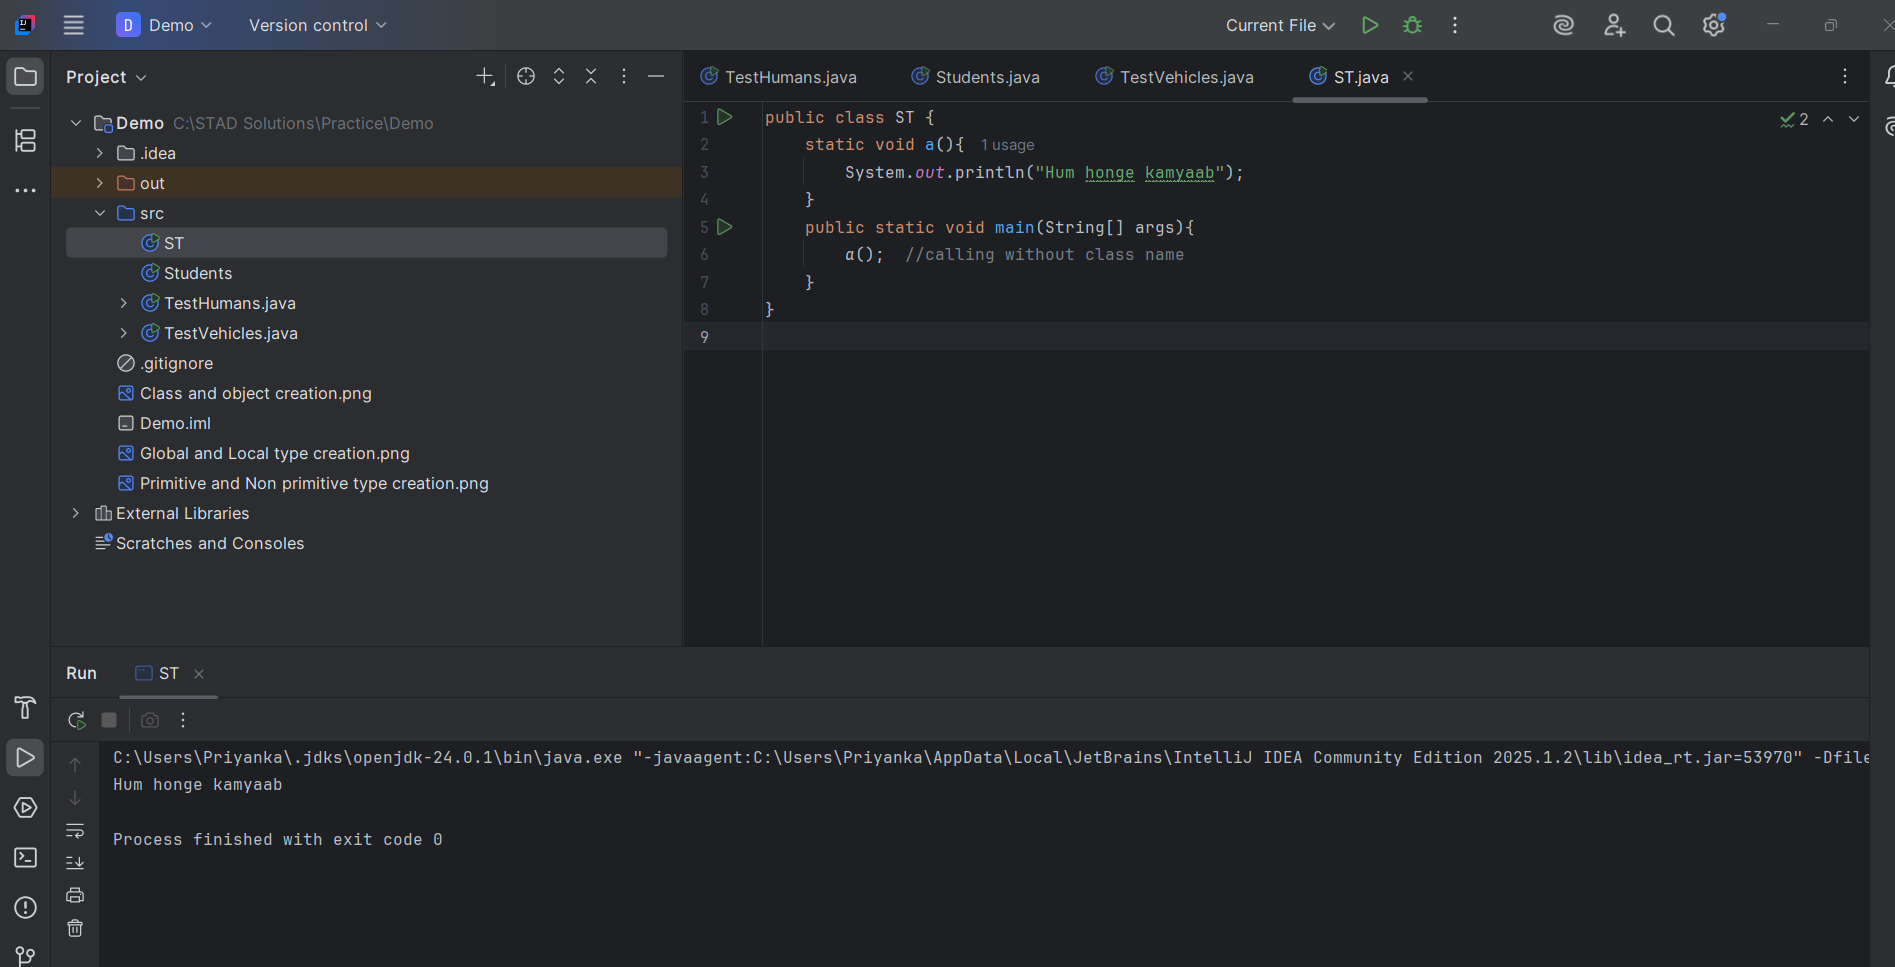 D Demo Version control Current File
Project
TestHumans.java Students.java TestVehicles.java ST.java
Demo C:\STAD Solutions\Practice\Demo
.idea
out
src
ST
Students
TestHumans.java
TestVehicles.java
.gitignore
Class and object creation.png
Demo.iml
Global and Local type creation.png
Primitive and Non primitive type creation.png
External Libraries
Scratches and Consoles
1 public class ST {
2 static void a(){ 1 usage
3 System.out.println("Hum honge kamyaab");
4 }
5 public static void main(String[] args){
6 a(); //calling without class name
7 }
8 }
9
2
Run ST
C:\Users\Priyanka\.jdks\openjdk-24.0.1\bin\java.exe "-javaagent:C:\Users\Priyanka\AppData\Local\JetBrains\IntelliJ IDEA Community Edition 2025.1.2\lib\idea_rt.jar=53970" -Dfile
Hum honge kamyaab
Process finished with exit code 0